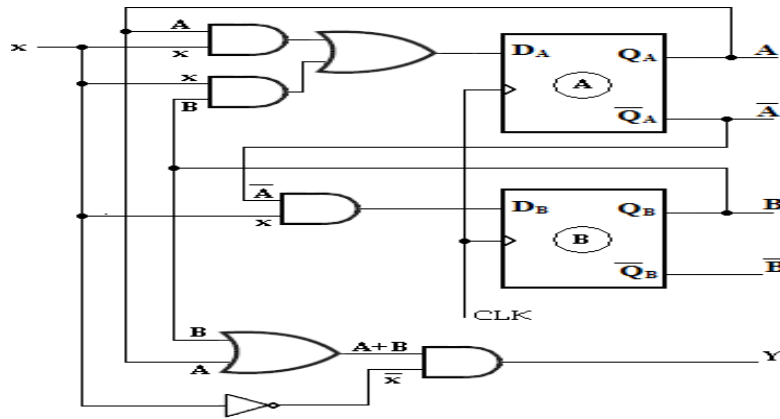 x
A
x
x
B
D_A
Q_A
A
A
Q̅_A
A̅
A̅
x
D_B
Q_B
B
B
Q̅_B
B̅
CLK
B
A
A+B
x̅
Y